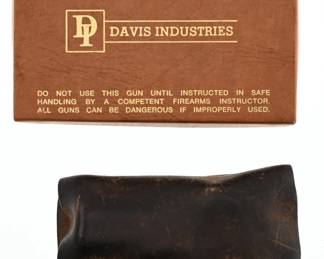 DI DAVIS INDUSTRIES
DO NOT USE THIS GUN UNTIL INSTRUCTED IN SAFE
HANDLING BY A COMPETENT FIREARMS INSTRUCTOR.
ALL GUNS CAN BE DANGEROUS IF IMPROPERLY USED.